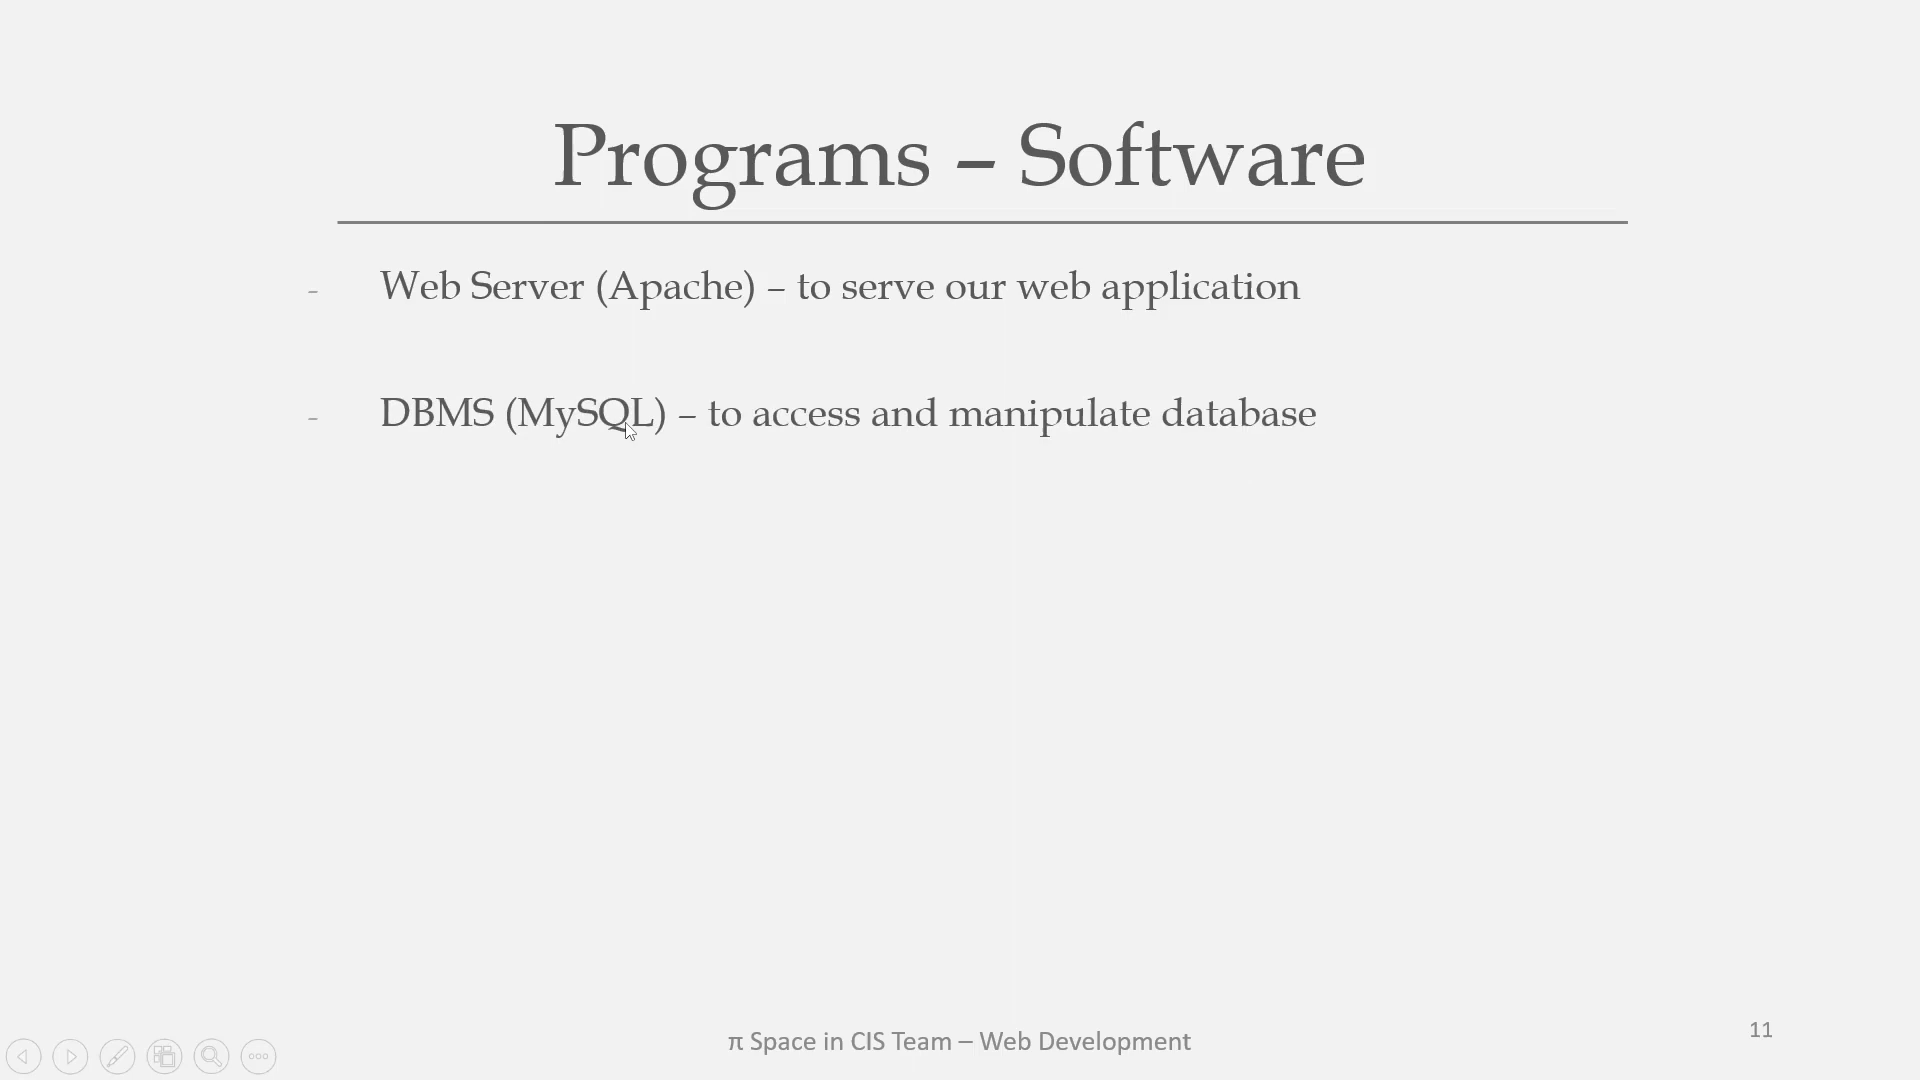 Programs – Software
- Web Server (Apache) – to serve our web application
- DBMS (MySQL) – to access and manipulate database
π Space in CIS Team – Web Development
11